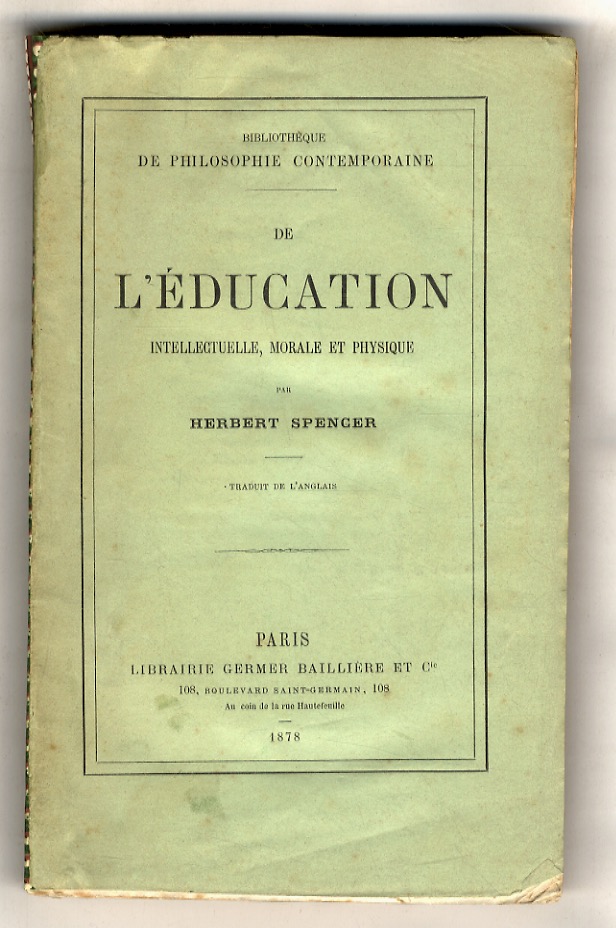 BIBLIOTHÈQUE
DE PHILOSOPHIE CONTEMPORAINE
DE
L'ÉDUCATION
INTELLECTUELLE, MORALE ET PHYSIQUE
PAR
HERBERT SPENCER
TRADUIT DE L'ANGLAIS
PARIS
LIBRAIRIE GERMER BAILLIÈRE ET Cie
108, BOULEVARD SAINT-GERMAIN, 108
Au coin de la rue Hautefeuille
1878